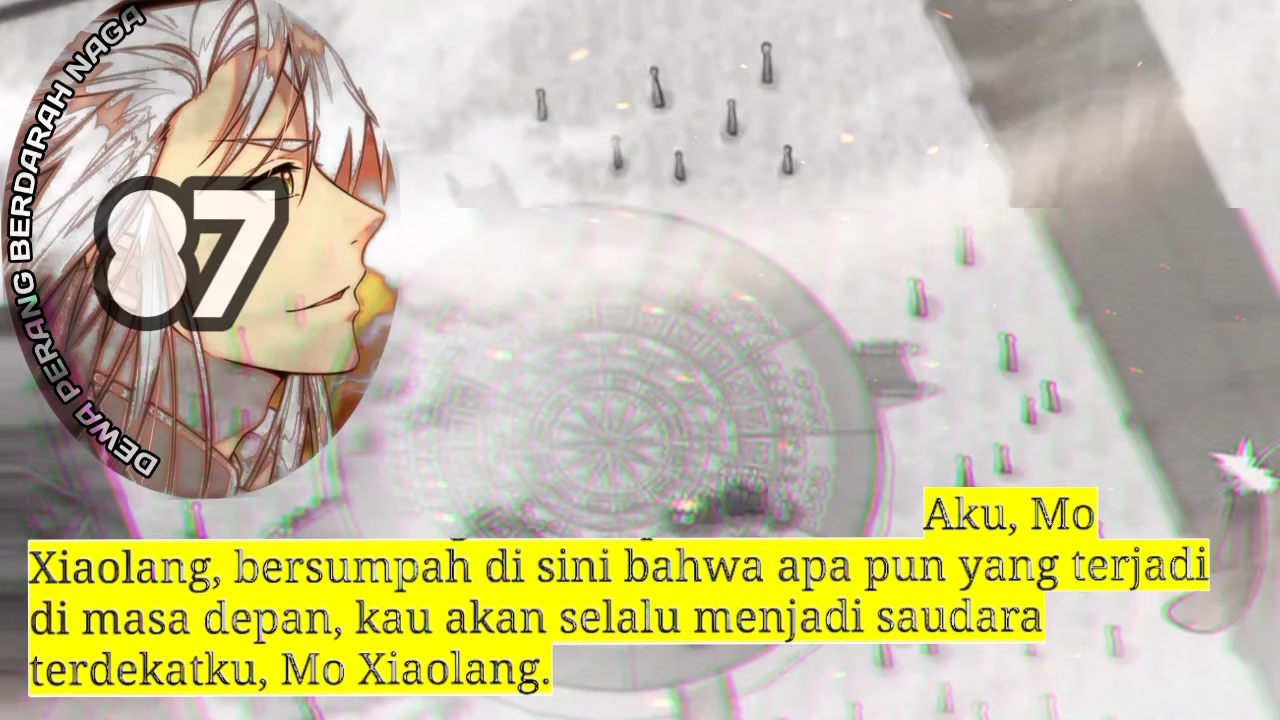 DEWA PERANG BERDARAH NAGA
87
Aku, Mo
Xiaolang, bersumpah di sini bahwa apa pun yang terjadi
di masa depan, kau akan selalu menjadi saudara
terdekatku, Mo Xiaolang.